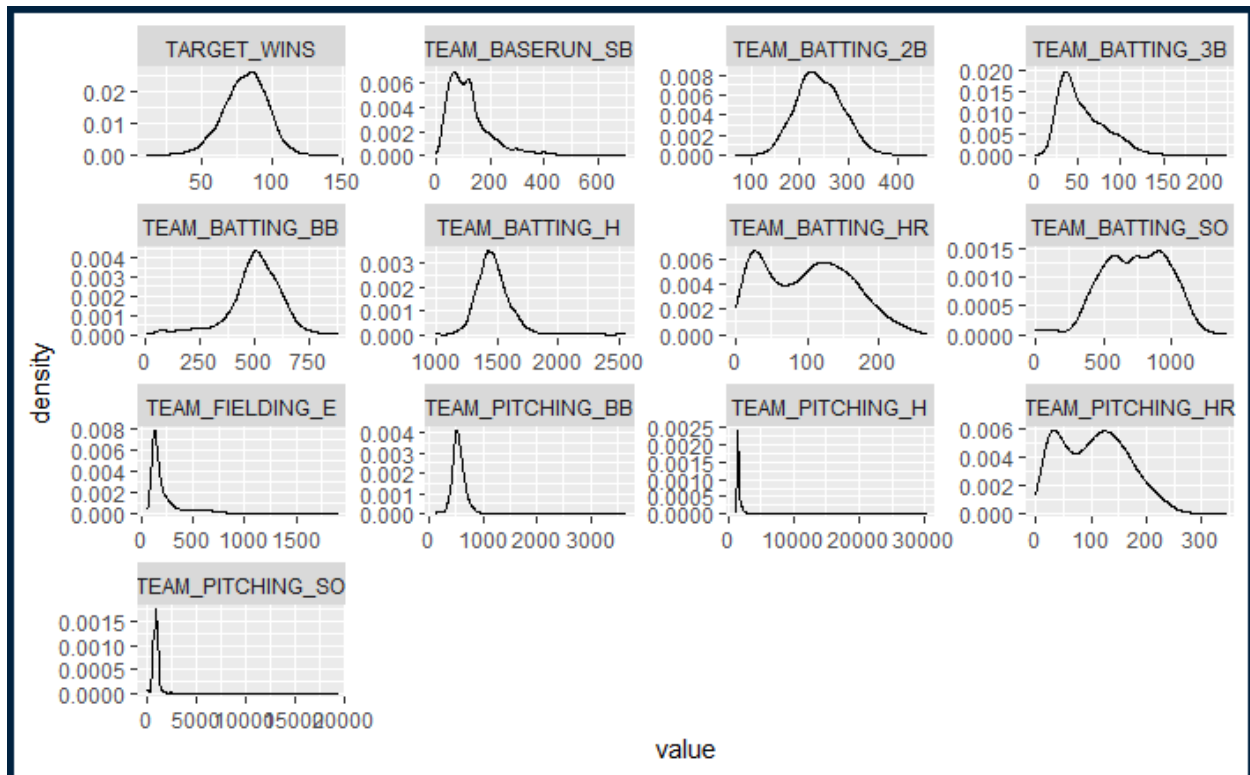 TARGET_WINS TEAM_BASERUN_SB TEAM_BATTING_2B TEAM_BATTING_3B
0.02 0.01 0.00
0.006 0.004 0.002 0.000
0.008 0.006 0.004 0.002 0.000
0.020 0.015 0.010 0.005 0.000
50 100 150
0 200 400 600
100 200 300 400
0 50 100 150 200
TEAM_BATTING_BB TEAM_BATTING_H TEAM_BATTING_HR TEAM_BATTING_SO
0.004 0.003 0.002 0.001 0.000
0.003 0.002 0.001 0.000
0.006 0.004 0.002 0.000
0.0015 0.0010 0.0005 0.0000
0 250 500 750
1000 1500 2000 2500
0 100 200
0 500 1000
density
TEAM_FIELDING_E TEAM_PITCHING_BB TEAM_PITCHING_H TEAM_PITCHING_HR
0.008 0.006 0.004 0.002 0.000
0.004 0.003 0.002 0.001 0.000
0.0025 0.0020 0.0015 0.0010 0.0005 0.0000
0.006 0.004 0.002 0.000
0 500 1000 1500
0 1000 2000 3000
0 10000 20000 30000
0 100 200 300
TEAM_PITCHING_SO
0.0015 0.0010 0.0005 0.0000
0 5000 10000 15000 20000
value